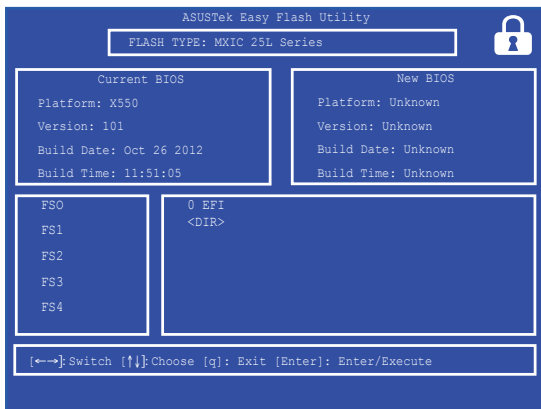 ASUSTek Easy Flash Utility
FLASH TYPE: MXIC 25L Series
Current BIOS
Platform: X550
Version: 101
Build Date: Oct 26 2012
Build Time: 11:51:05
New BIOS
Platform: Unknown
Version: Unknown
Build Date: Unknown
Build Time: Unknown
FSO
FS1
FS2
FS3
FS4
0 EFI
<DIR>
[←→]: Switch [↑↓]: Choose [q]: Exit [Enter]: Enter/Execute